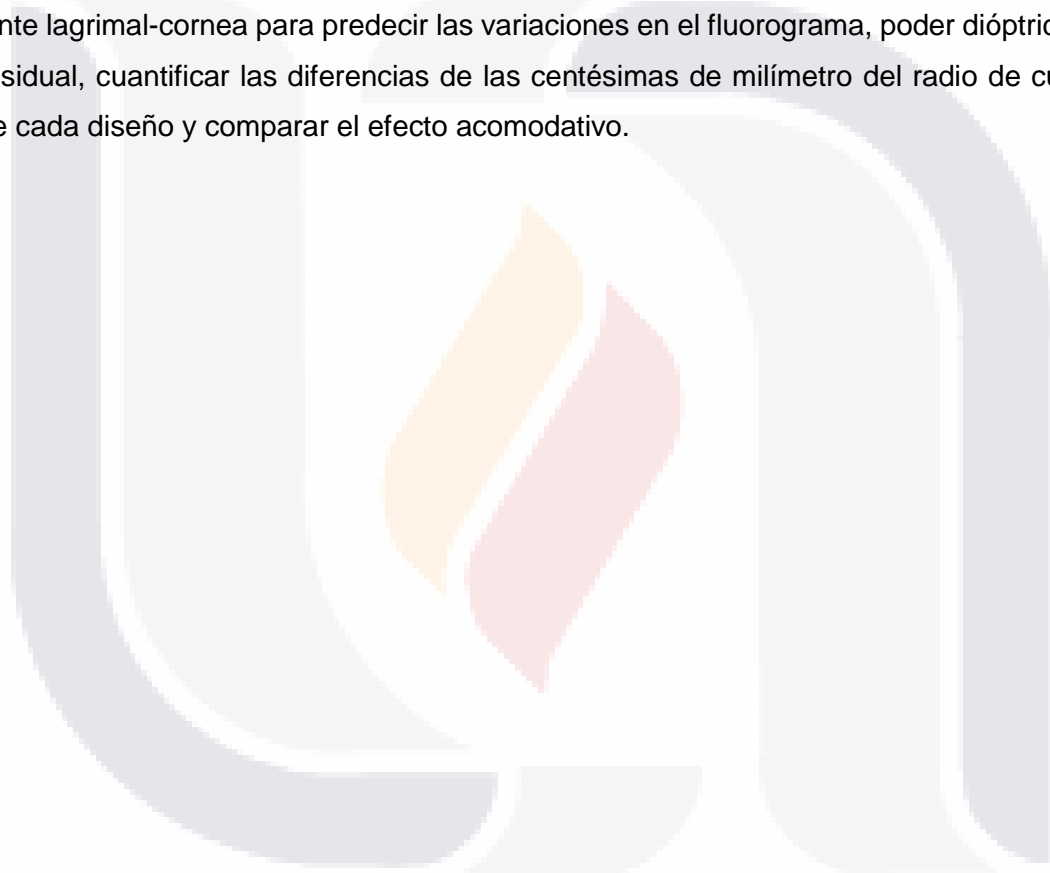 nte lagrimal-cornea para predecir las variaciones en el fluorograma, poder dióptric
sidual, cuantificar las diferencias de las centésimas de milímetro del radio de cu
e cada diseño y comparar el efecto acomodativo.